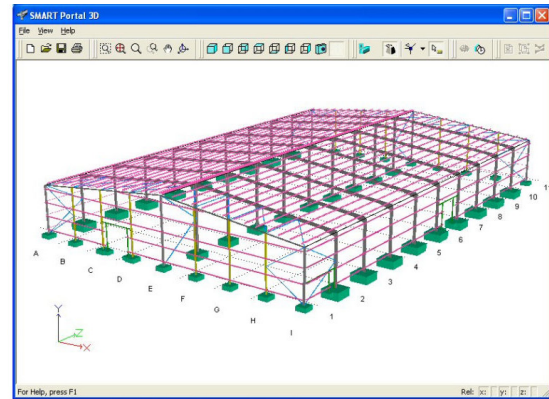 SMART Portal 3D
File View Help
A
B
C
D
E
F
G
H
I
1
2
3
4
5
6
7
8
9
10
Y
Z
X
For Help, press F1
Rel: x: y: z: